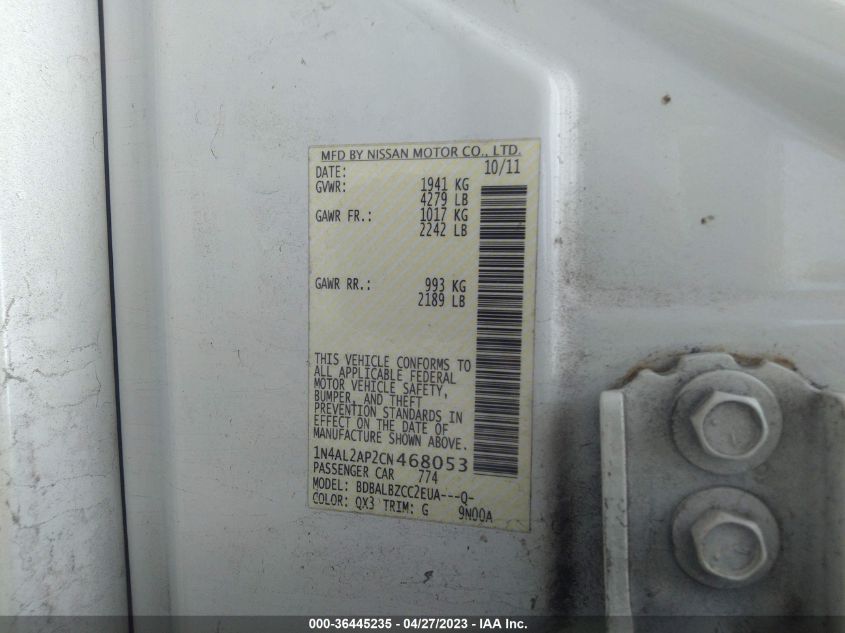 MFD BY NISSAN MOTOR CO., LTD.
DATE: 10/11
GVWR: 1941 KG
4279 LB
GAWR FR.: 1017 KG
2242 LB
GAWR RR.: 993 KG
2189 LB
THIS VEHICLE CONFORMS TO
ALL APPLICABLE FEDERAL
MOTOR VEHICLE SAFETY,
BUMPER, AND THEFT
PREVENTION STANDARDS IN
EFFECT ON THE DATE OF
MANUFACTURE SHOWN ABOVE.
1N4AL2AP2CN468053
PASSENGER CAR 774
MODEL: BDBALBZCC2EUA---Q-
COLOR: QX3 TRIM: G 9N00A
000-36445235 - 04/27/2023 - IAA Inc.